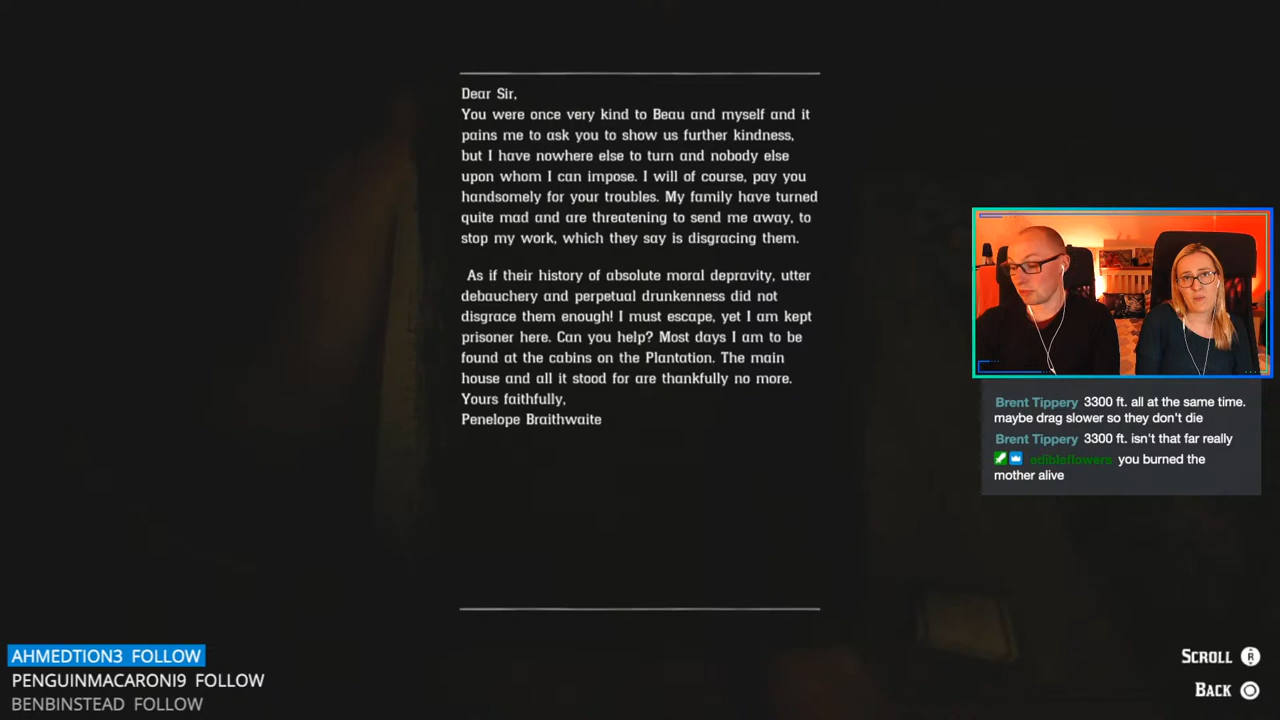 Dear Sir,
You were once very kind to Beau and myself and it
pains me to ask you to show us further kindness,
but I have nowhere else to turn and nobody else
upon whom I can impose. I will of course, pay you
handsomely for your troubles. My family have turned
quite mad and are threatening to send me away, to
stop my work, which they say is disgracing them.
As if their history of absolute moral depravity, utter
debauchery and perpetual drunkenness did not
disgrace them enough! I must escape, yet I am kept
prisoner here. Can you help? Most days I am to be
found at the cabins on the Plantation. The main
house and all it stood for are thankfully no more.
Yours faithfully,
Penelope Braithwaite
Brent Tippery 3300 ft. all at the same time.
maybe drag slower so they don't die
Brent Tippery 3300 ft. isn't that far really
edibleflowers you burned the
mother alive
AHMEDTION3 FOLLOW
PENGUINMACARONI9 FOLLOW
BENBINSTEAD FOLLOW
SCROLL R
BACK